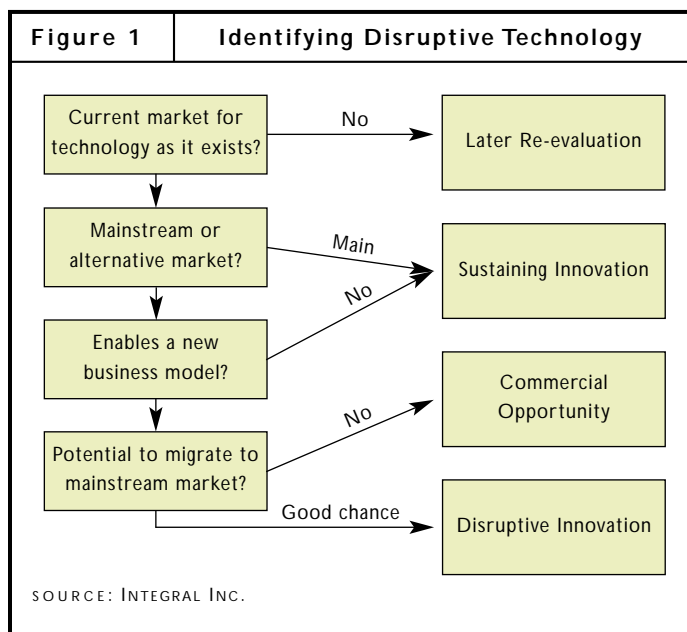 Figure 1
Identifying Disruptive Technology
Current market for
technology as it exists?
No
Later Re-evaluation
Mainstream or
alternative market?
Main
Sustaining Innovation
No
Enables a new
business model?
Commercial
Opportunity
No
Potential to migrate to
mainstream market?
Good chance
Disruptive Innovation
SOURCE: INTEGRAL INC.